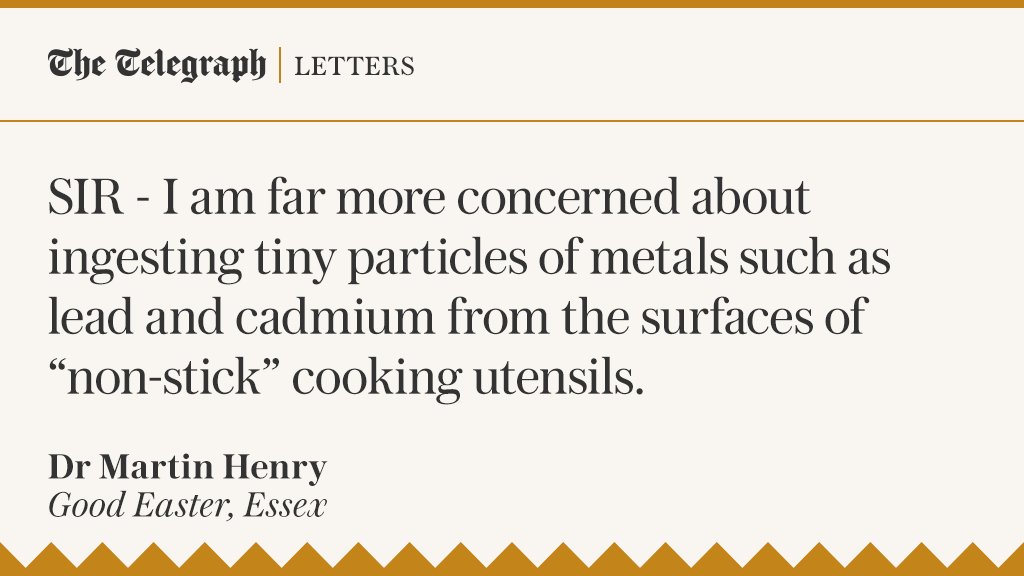 The Telegraph | LETTERS
SIR - I am far more concerned about
ingesting tiny particles of metals such as
lead and cadmium from the surfaces of
“non-stick” cooking utensils.
Dr Martin Henry
Good Easter, Essex